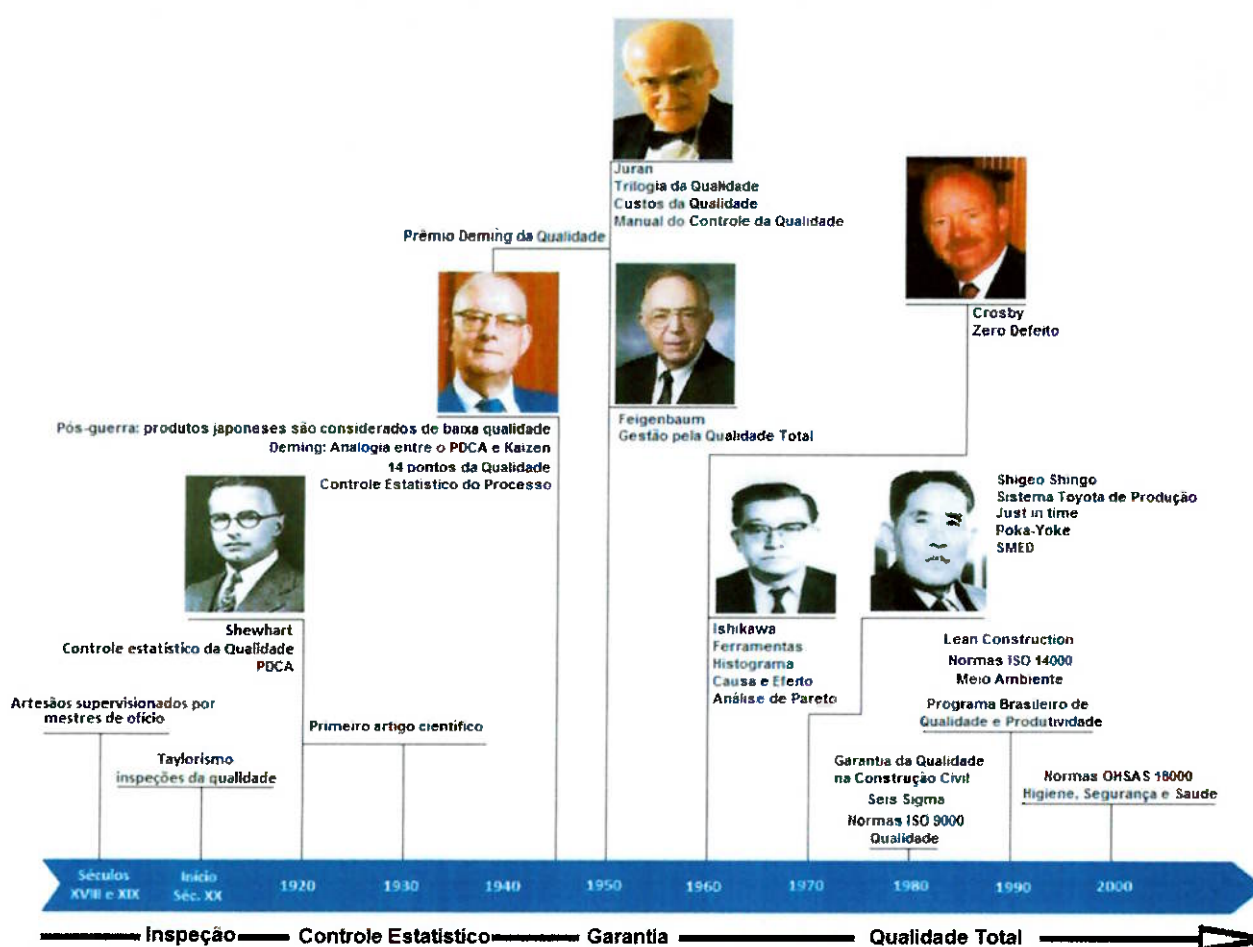 Juran
Trilogia da Qualidade
Custos da Qualidade
Manual do Controle da Qualidade
Prêmio Deming da Qualidade
Crosby
Zero Defeito
Feigenbaum
Gestão pela Qualidade Total
Pós-guerra: produtos japoneses são considerados de baixa qualidade
Deming: Analogia entre o PDCA e Kaizen
14 pontos da Qualidade
Controle Estatistico do Processo
Shigeo Shingo
Sistema Toyota de Produção
Just in time
Poka-Yoke
SMED
Shewhart
Controle estatístico da Qualidade
PDCA
Ishikawa
Ferramentas
Histograma
Causa e Efeito
Análise de Pareto
Lean Construction
Normas ISO 14000
Meio Ambiente
Artesãos supervisionados por
mestres de ofício
Primeiro artigo científico
Programa Brasileiro de
Qualidade e Produtividade
Taylorismo
inspeções da qualidade
Garantia da Qualidade
na Construção Civil
Seis Sigma
Normas ISO 9000
Qualidade
Normas OHSAS 18000
Higiene, Segurança e Saude
Séculos
XVIII e XIX
Início
Séc. XX
1920
1930
1940
1950
1960
1970
1980
1990
2000
Inspeção
Controle Estatístico
Garantia
Qualidade Total